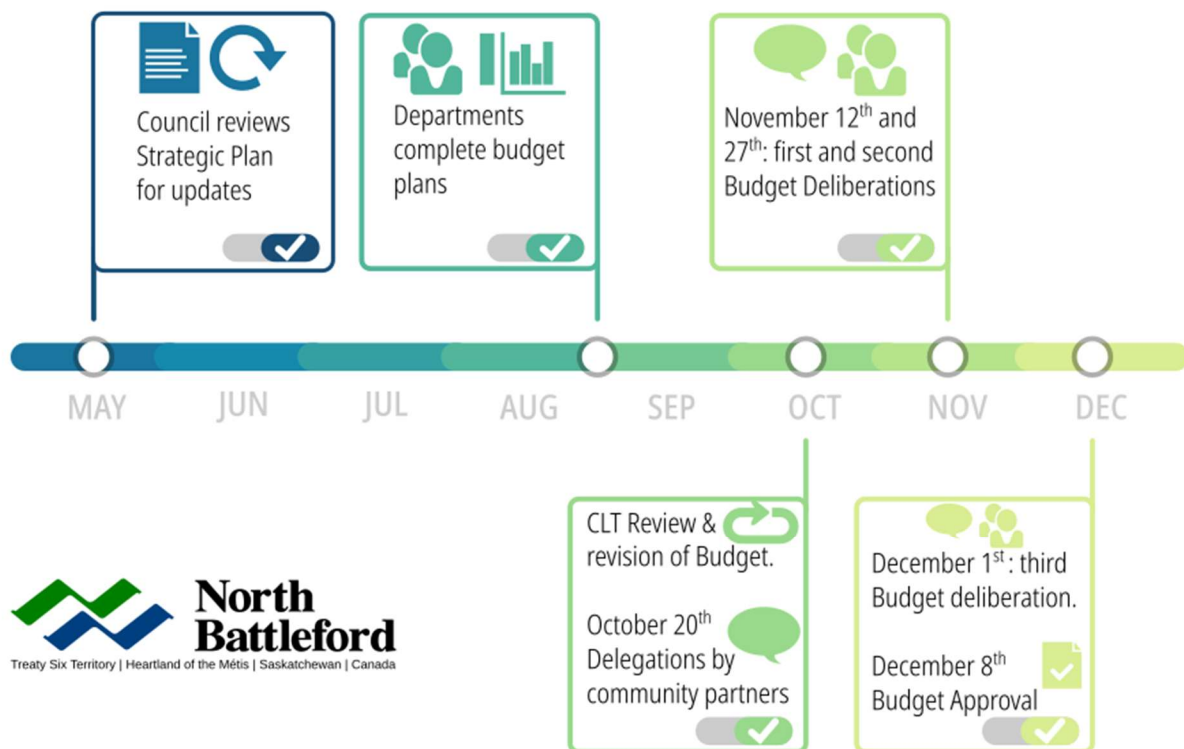 Council reviews
Strategic Plan
for updates
Departments
complete budget
plans
November 12th and
27th: first and second
Budget Deliberations
MAY
JUN
JUL
AUG
SEP
OCT
NOV
DEC
CLT Review &
revision of Budget.
October 20th
Delegations by
community partners
December 1st : third
Budget deliberation.
December 8th
Budget Approval
North
Battleford
Treaty Six Territory | Heartland of the Métis | Saskatchewan | Canada